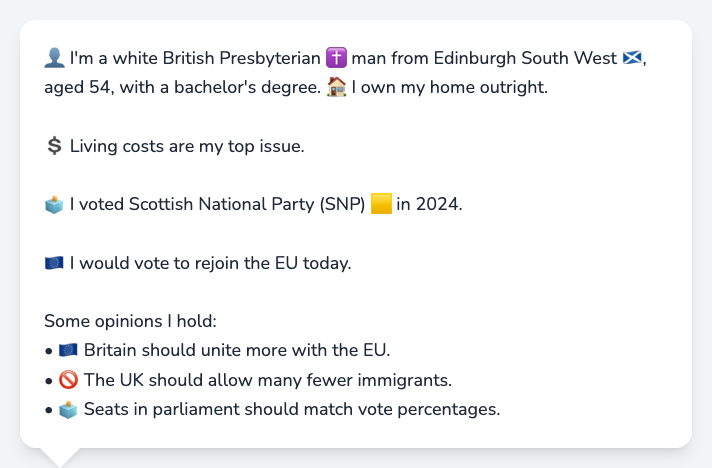 👤 I'm a white British Presbyterian ✝️ man from Edinburgh South West 🏴󠁧󠁢󠁳󠁣󠁴󠁿,
aged 54, with a bachelor's degree. 🏠 I own my home outright.
💲 Living costs are my top issue.
🗳️ I voted Scottish National Party (SNP) 🟨 in 2024.
🇪🇺 I would vote to rejoin the EU today.
Some opinions I hold:
• 🇪🇺 Britain should unite more with the EU.
• 🚫 The UK should allow many fewer immigrants.
• 🗳️ Seats in parliament should match vote percentages.